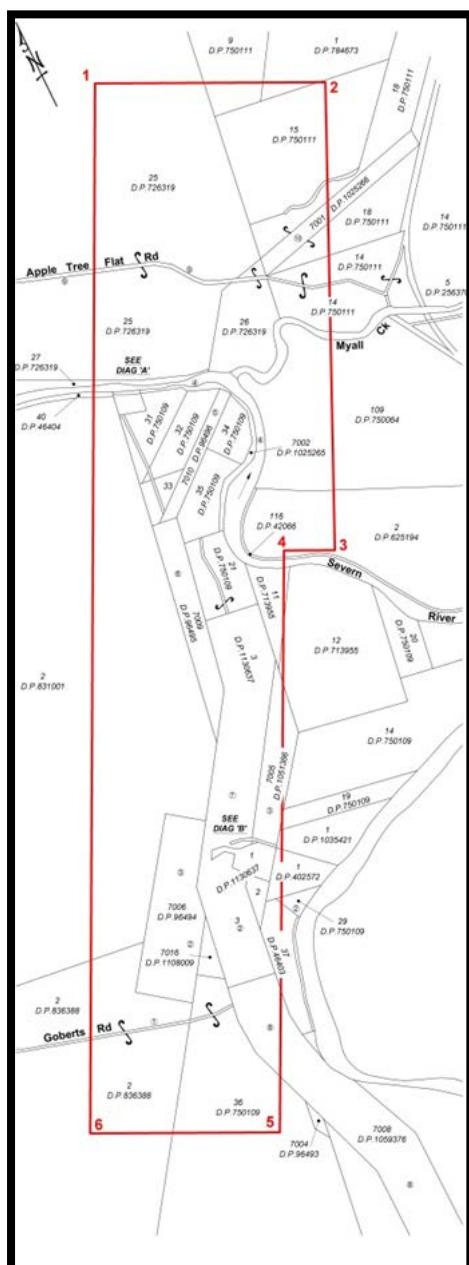 N
9
D.P.750111
1
D.P.784673
1
2
18
D.P.750111
15
D.P.750111
25
D.P.726319
7001 D.P.1025266
18
D.P.750111
14
D.P.750111
14
D.P.750111
5
D.P.25637
Apple Tree Flat Rd
25
D.P.726319
26
D.P.726319
14
D.P.750111
Myall Ck
SEE
DIAG 'A'
27
D.P.726319
40
D.P.46404
31
D.P.750109
32
D.P.750109
33
7010 D.P.96496
34
D.P.750109
35
D.P.750109
7002
D.P.1025265
109
D.P.750064
116
D.P.42066
4
3
2
D.P.625194
Severn River
21
D.P.750109
11
D.P.713955
7009
D.P.96495
3
D.P.1130637
12
D.P.713955
20
D.P.750109
2
D.P.831001
14
D.P.750109
7005
D.P.1051386
19
D.P.750109
1
D.P.1035421
SEE
DIAG 'B'
1
D.P.1130637
2
1
D.P.402572
29
D.P.750109
7006
D.P.96494
3
37
D.P.46403
7016
D.P.1108009
2
D.P.836388
Goberts Rd
2
D.P.836388
36
D.P.750109
6
5
7004
D.P.96493
7008
D.P.1059376